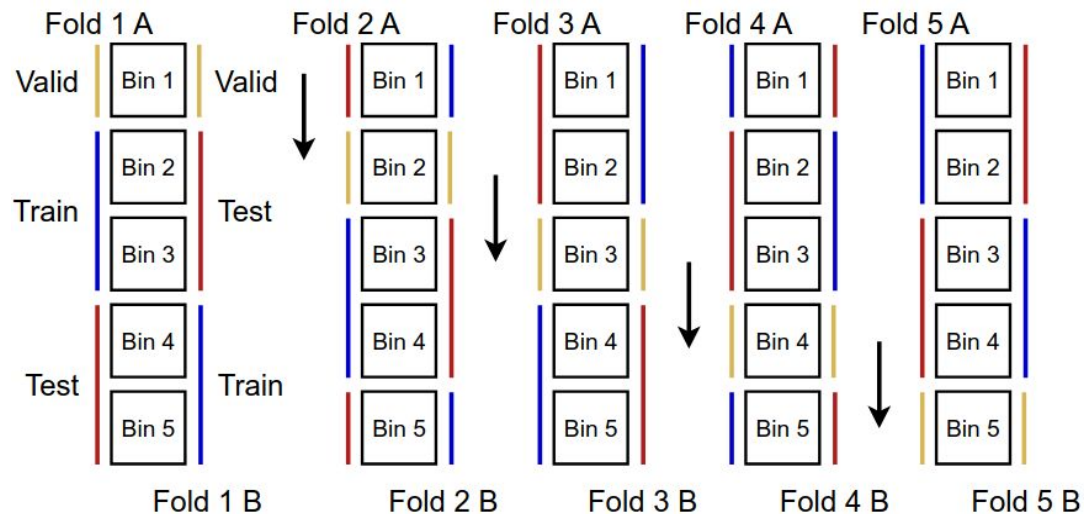 Fold 1 A
Fold 2 A
Fold 3 A
Fold 4 A
Fold 5 A
Valid
Bin 1
Valid
Bin 1
Bin 1
Bin 1
Bin 1
Bin 2
Bin 2
Bin 2
Bin 2
Bin 2
Train
Test
Bin 3
Bin 3
Bin 3
Bin 3
Bin 3
Bin 4
Bin 4
Bin 4
Bin 4
Bin 4
Test
Train
Bin 5
Bin 5
Bin 5
Bin 5
Bin 5
Fold 1 B
Fold 2 B
Fold 3 B
Fold 4 B
Fold 5 B